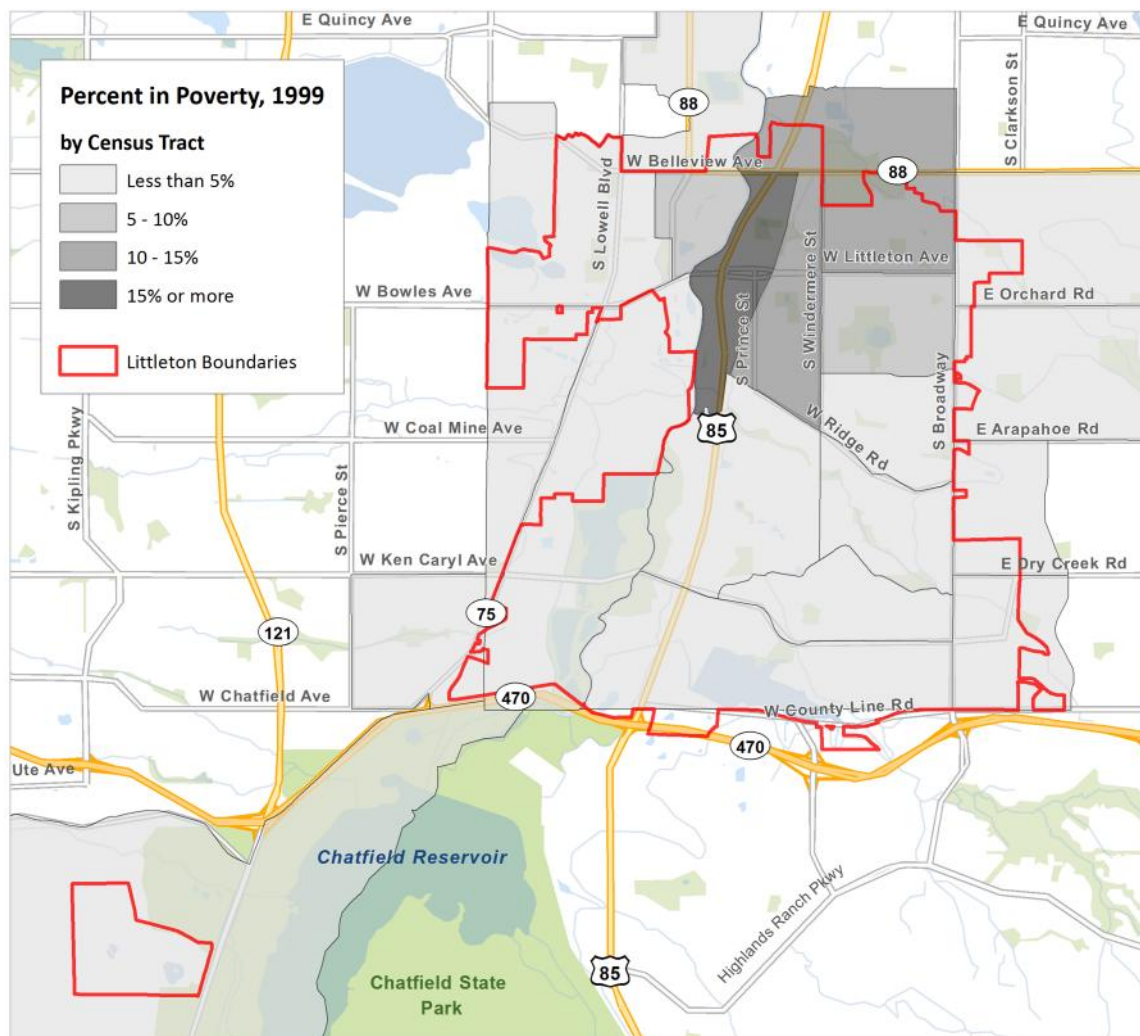 E Quincy Ave
E Quincy Ave
Percent in Poverty, 1999
by Census Tract
Less than 5%
5 - 10%
10 - 15%
15% or more
Littleton Boundaries
88
S Clarkson St
W Belleview Ave
88
S Lowell Blvd
W Littleton Ave
S Windermere St
W Bowles Ave
E Orchard Rd
S Prince St
S Broadway
W Coal Mine Ave
85
W Ridge Rd
E Arapahoe Rd
S Kipling Pkwy
S Pierce St
W Ken Caryl Ave
E Dry Creek Rd
75
121
W Chatfield Ave
470
W County Line Rd
470
Ute Ave
Chatfield Reservoir
Highlands Ranch Pkwy
85
Chatfield State
Park